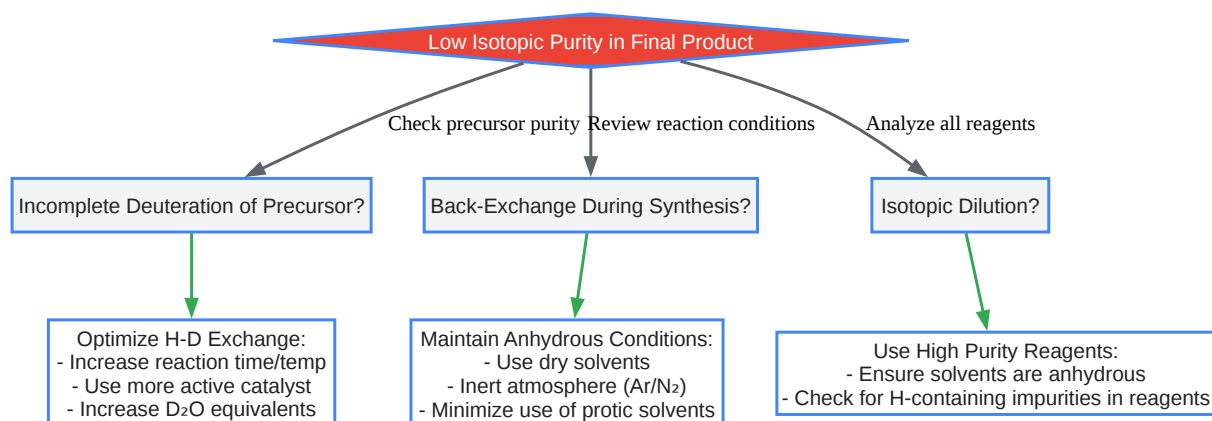 Low Isotopic Purity in Final Product
Check precursor purity
Review reaction conditions
Analyze all reagents
Incomplete Deuteration of Precursor?
Back-Exchange During Synthesis?
Isotopic Dilution?
Optimize H-D Exchange:
- Increase reaction time/temp
- Use more active catalyst
- Increase D₂O equivalents
Maintain Anhydrous Conditions:
- Use dry solvents
- Inert atmosphere (Ar/N₂)
- Minimize use of protic solvents
Use High Purity Reagents:
- Ensure solvents are anhydrous
- Check for H-containing impurities in reagents